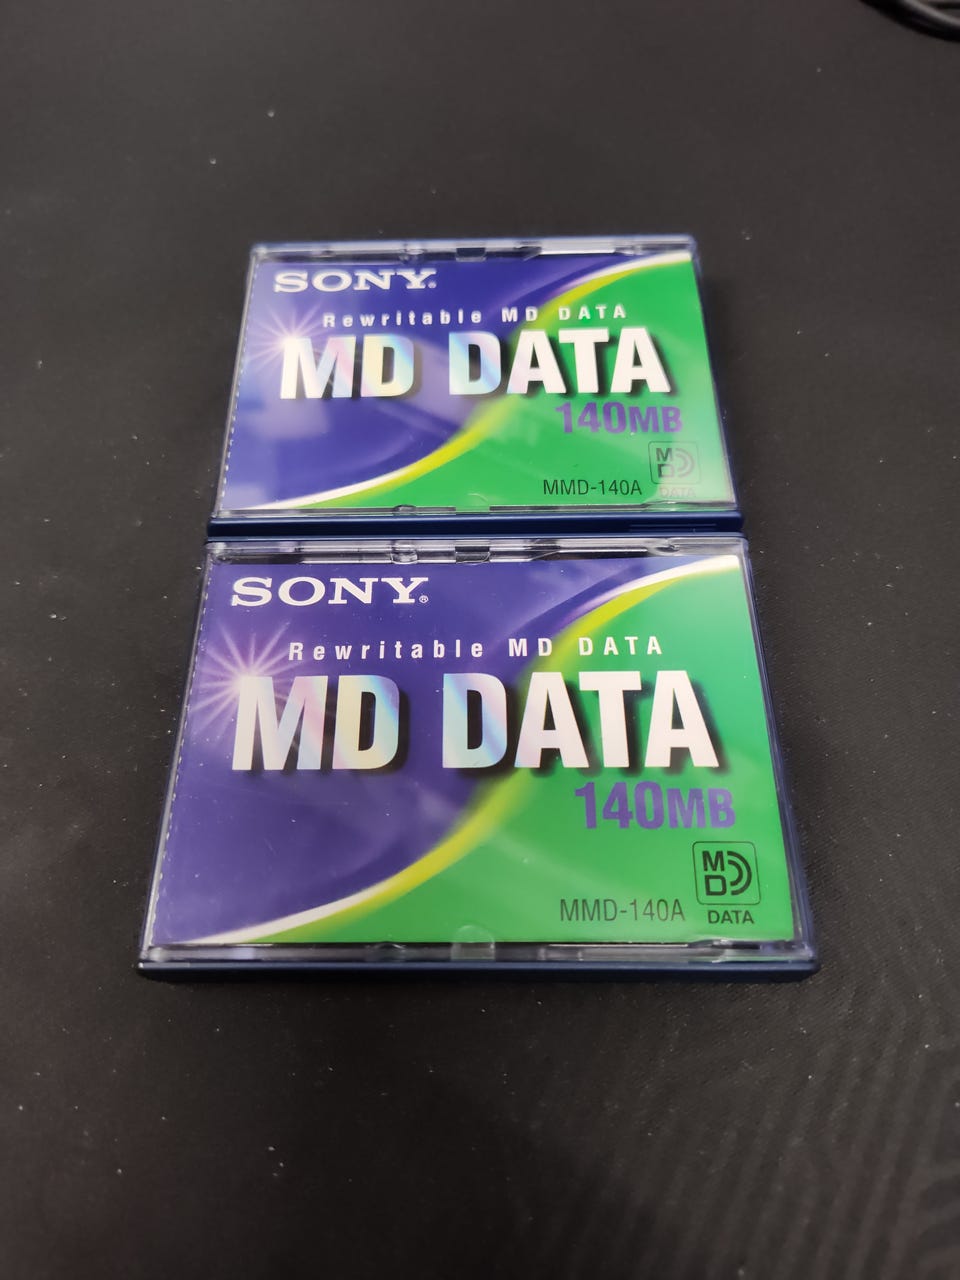 SONY®
Rewritable MD DATA
MD DATA
140MB
MD
MMD-140A
DATA
SONY®
Rewritable MD DATA
MD DATA
140MB
MD
MMD-140A
DATA